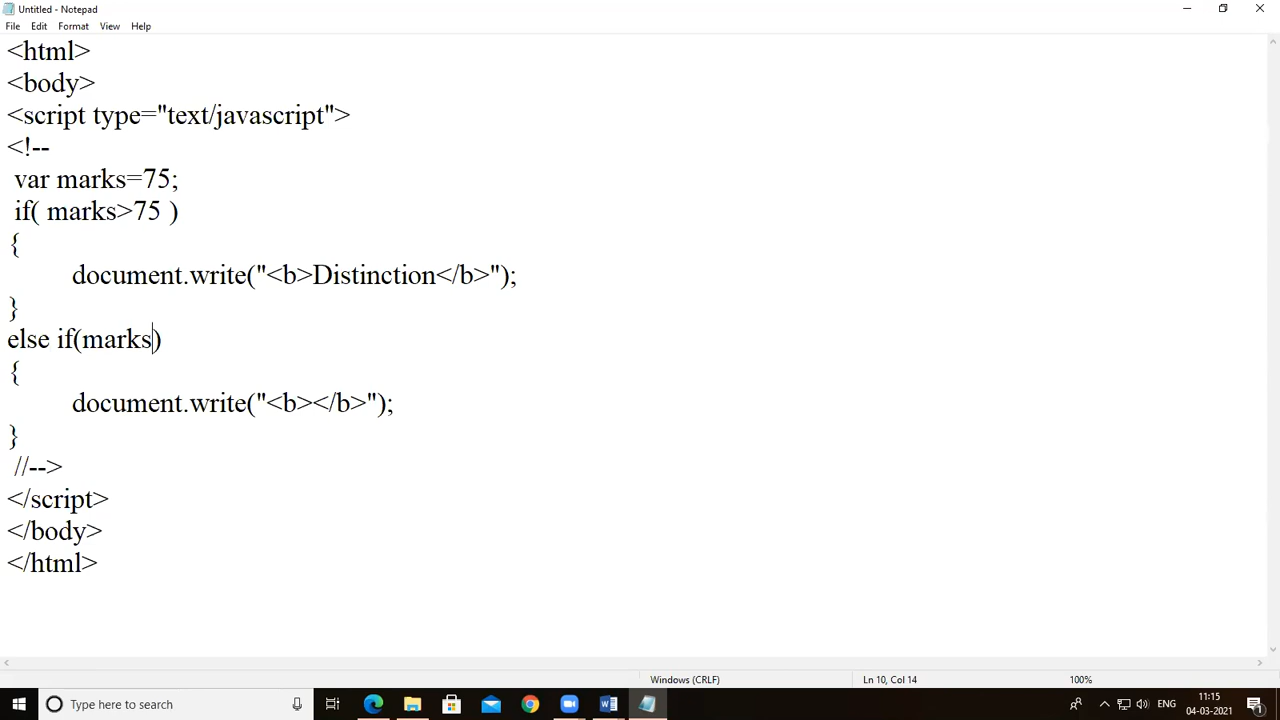 Untitled - Notepad
File Edit Format View Help
<html>
<body>
<script type="text/javascript">
<!--
var marks=75;
if( marks>75 )
{
document.write("<b>Distinction</b>");
}
else if(marks)
{
document.write("<b></b>");
}
//-->
</script>
</body>
</html>
Windows (CRLF) Ln 10, Col 14 100%
Type here to search
ENG
11:15
04-03-2021
1